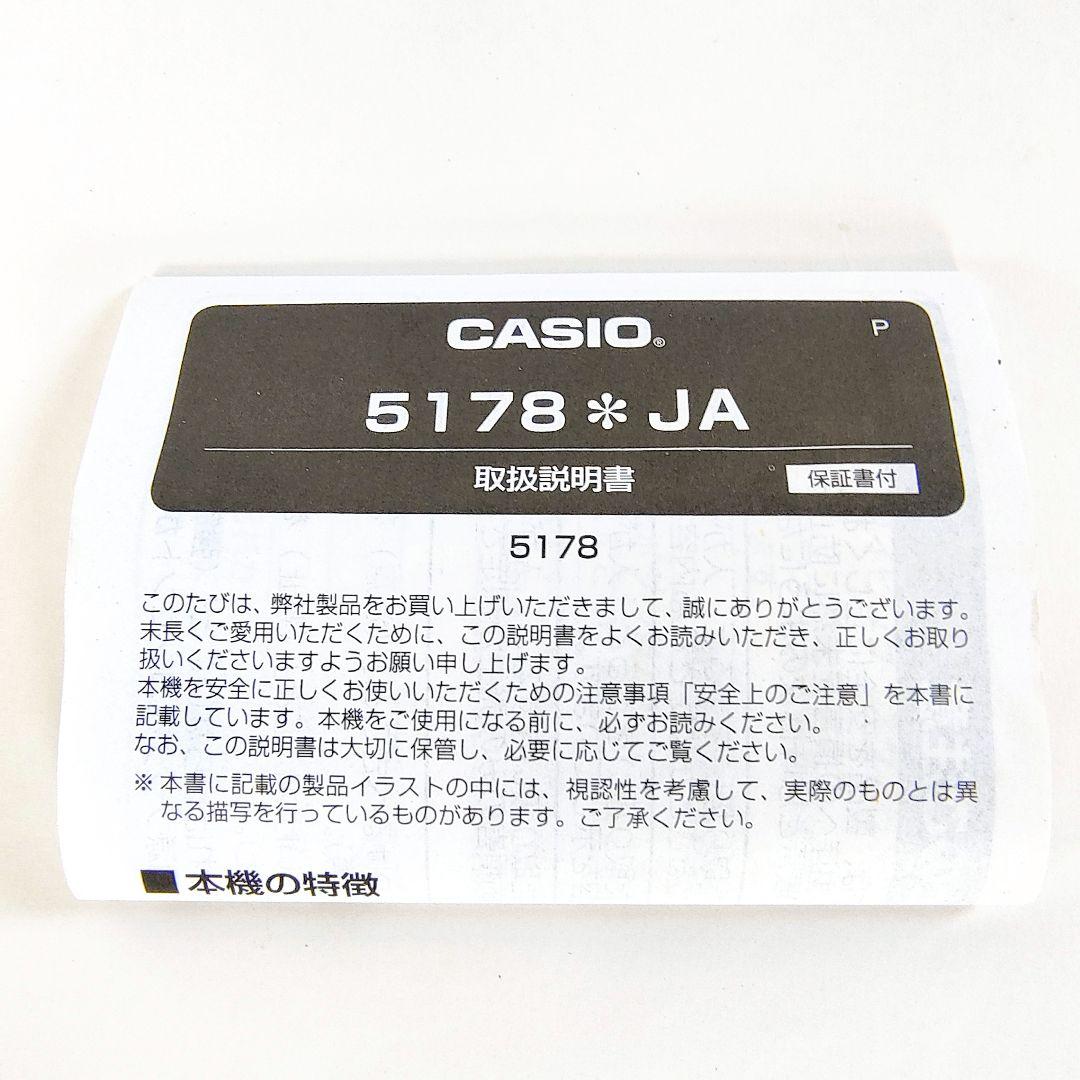 CASIO®
P
5178＊JA
取扱説明書
保証書付
5178
このたびは、弊社製品をお買い上げいただきまして、誠にありがとうございます。
末長くご愛用いただくために、この説明書をよくお読みいただき、正しくお取り
扱いくださいますようお願い申し上げます。
本機を安全に正しくお使いいただくための注意事項「安全上のご注意」を本書に
記載しています。本機をご使用になる前に、必ずお読みください。
なお、この説明書は大切に保管し、必要に応じてご覧ください。
※ 本書に記載の製品イラストの中には、視認性を考慮して、実際のものとは異
なる描写を行っているものがあります。ご了承ください。
■ 本機の特徴